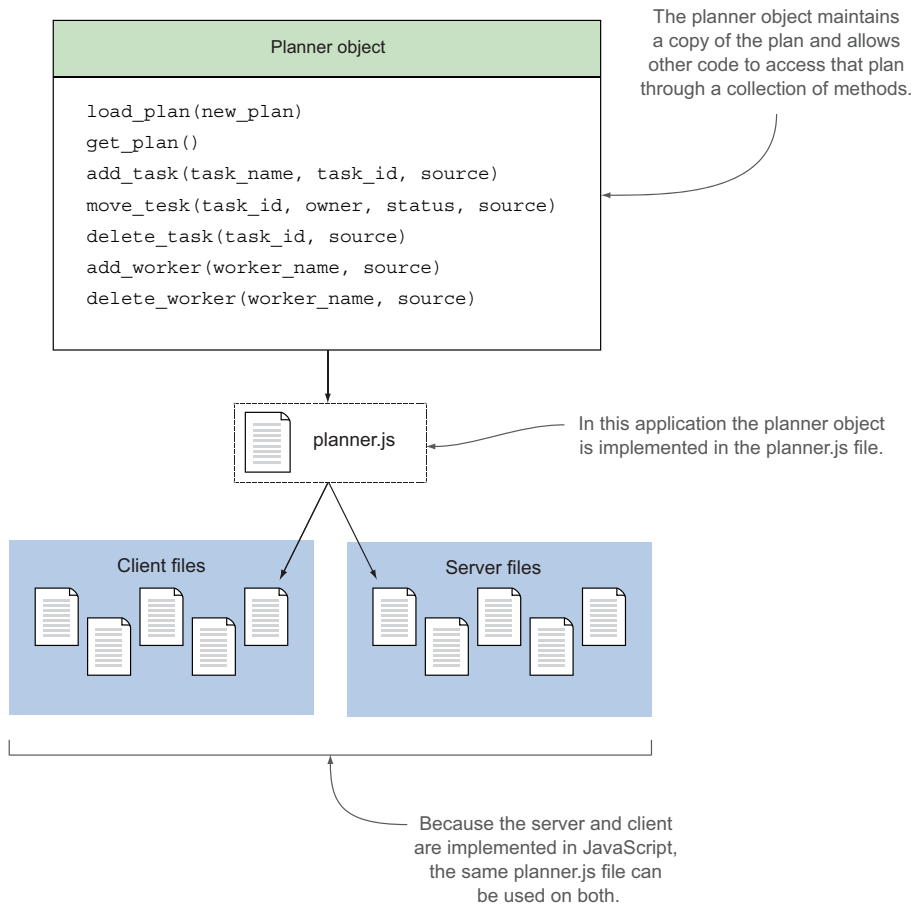 Planner object
load_plan(new_plan)
get_plan()
add_task(task_name, task_id, source)
move_tesk(task_id, owner, status, source)
delete_task(task_id, source)
add_worker(worker_name, source)
delete_worker(worker_name, source)
The planner object maintains
a copy of the plan and allows
other code to access that plan
through a collection of methods.
planner.js
In this application the planner object
is implemented in the planner.js file.
Client files
Server files
Because the server and client
are implemented in JavaScript,
the same planner.js file can
be used on both.